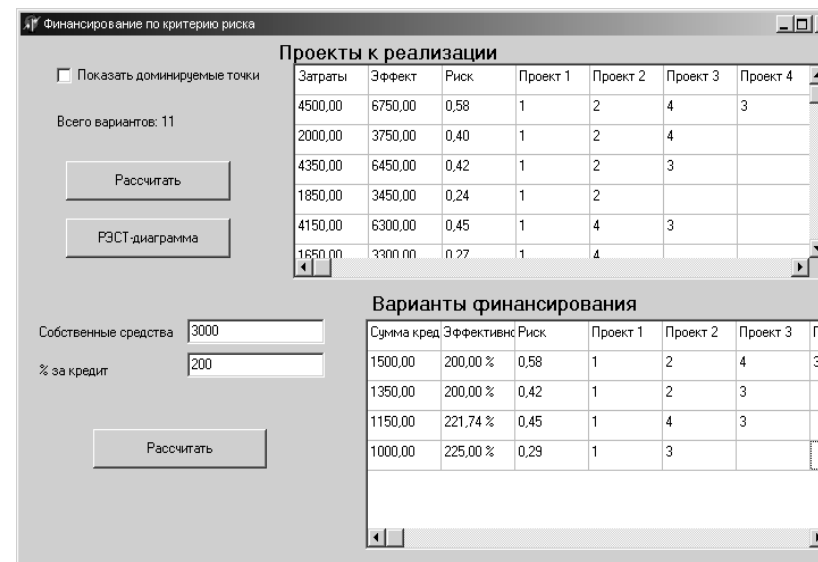 Финансирование по критерию риска
Проекты к реализации
Показать доминируемые точки
Всего вариантов: 11
Рассчитать
РЭСТ-диаграмма
Затраты Эффект Риск Проект 1 Проект 2 Проект 3 Проект 4
4500,00 6750,00 0,58 1 2 4 3
2000,00 3750,00 0,40 1 2 4
4350,00 6450,00 0,42 1 2 3
1850,00 3450,00 0,24 1 2
4150,00 6300,00 0,45 1 4 3
1650,00 3300,00 0,27 1 4
Собственные средства 3000
% за кредит 200
Рассчитать
Варианты финансирования
Сумма кред Эффективно Риск Проект 1 Проект 2 Проект 3
1500,00 200,00 % 0,58 1 2 4 3
1350,00 200,00 % 0,42 1 2 3
1150,00 221,74 % 0,45 1 4 3
1000,00 225,00 % 0,29 1 3